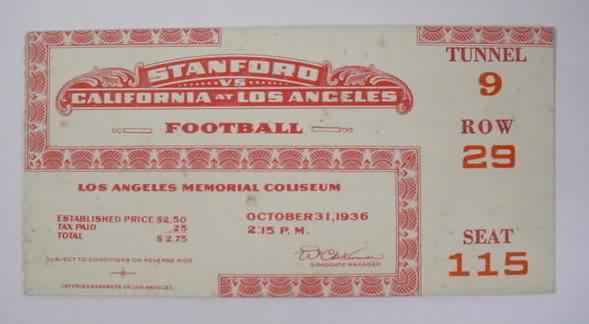 STANFORD
VS
CALIFORNIA AT LOS ANGELES
FOOTBALL
LOS ANGELES MEMORIAL COLISEUM
ESTABLISHED PRICE $2.50
TAX PAID .25
TOTAL $2.75
OCTOBER 31, 1936
2:15 P. M.
SUBJECT TO CONDITIONS ON REVERSE SIDE
GRADUATE MANAGER
TUNNEL
9
ROW
29
SEAT
115